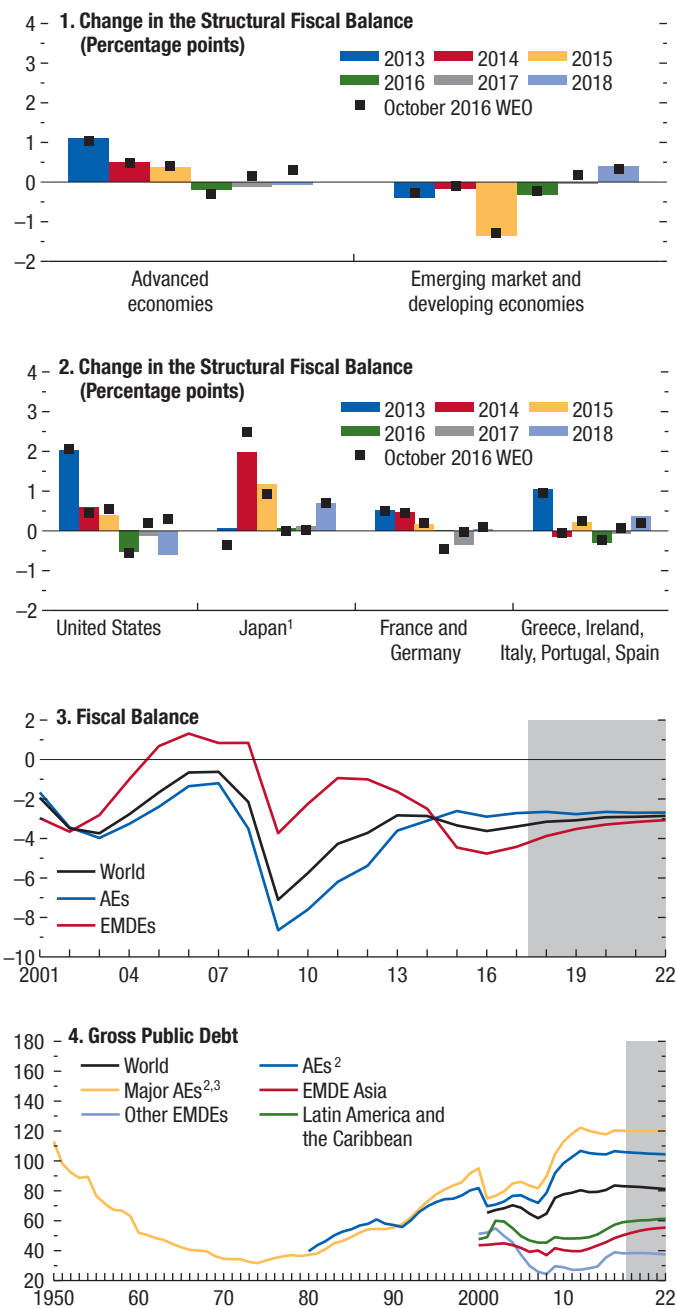 1. Change in the Structural Fiscal Balance
(Percentage points)
2013 2014 2015
2016 2017 2018
October 2016 WEO
4
3
2
1
0
–1
–2
Advanced
economies
Emerging market and
developing economies
2. Change in the Structural Fiscal Balance
(Percentage points)
2013 2014 2015
2016 2017 2018
October 2016 WEO
4
3
2
1
0
–1
–2
United States
Japan¹
France and
Germany
Greece, Ireland,
Italy, Portugal, Spain
3. Fiscal Balance
2
0
–2
–4
–6
–8
–10
World
AEs
EMDEs
2001 04 07 10 13 16 19 22
4. Gross Public Debt
180
160
140
120
100
80
60
40
20
World
Major AEs²,³
Other EMDEs
AEs²
EMDE Asia
Latin America and
the Caribbean
1950 60 70 80 90 2000 10 22